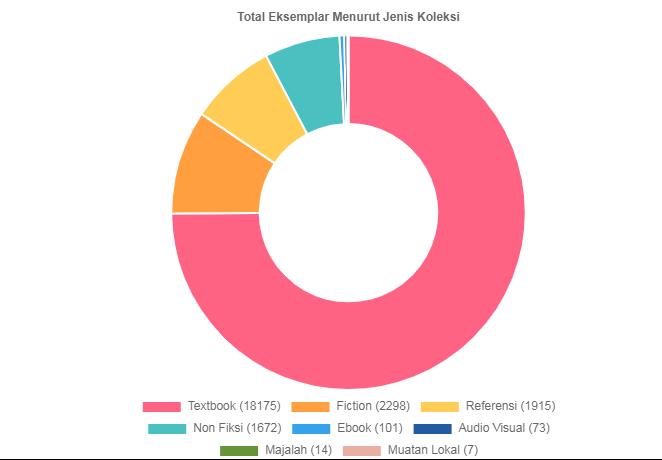 Total Eksemplar Menurut Jenis Koleksi
Textbook (18175) Fiction (2298) Referensi (1915)
Non Fiksi (1672) Ebook (101) Audio Visual (73)
Majalah (14) Muatan Lokal (7)